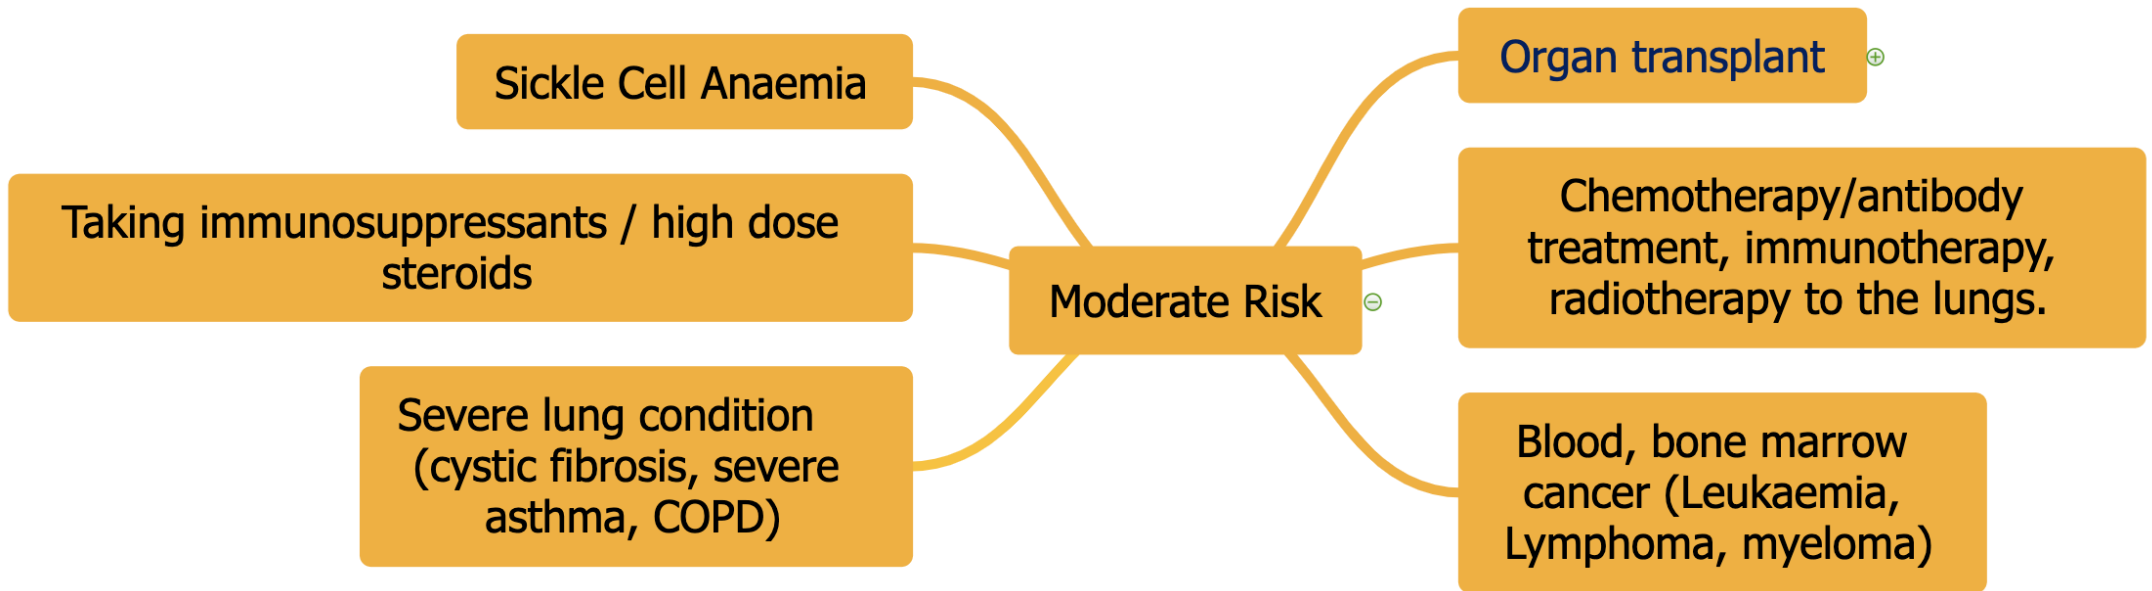 Sickle Cell Anaemia
Taking immunosuppressants / high dose
steroids
Severe lung condition
(cystic fibrosis, severe
asthma, COPD)
Moderate Risk
Organ transplant
Chemotherapy/antibody
treatment, immunotherapy,
radiotherapy to the lungs.
Blood, bone marrow
cancer (Leukaemia,
Lymphoma, myeloma)